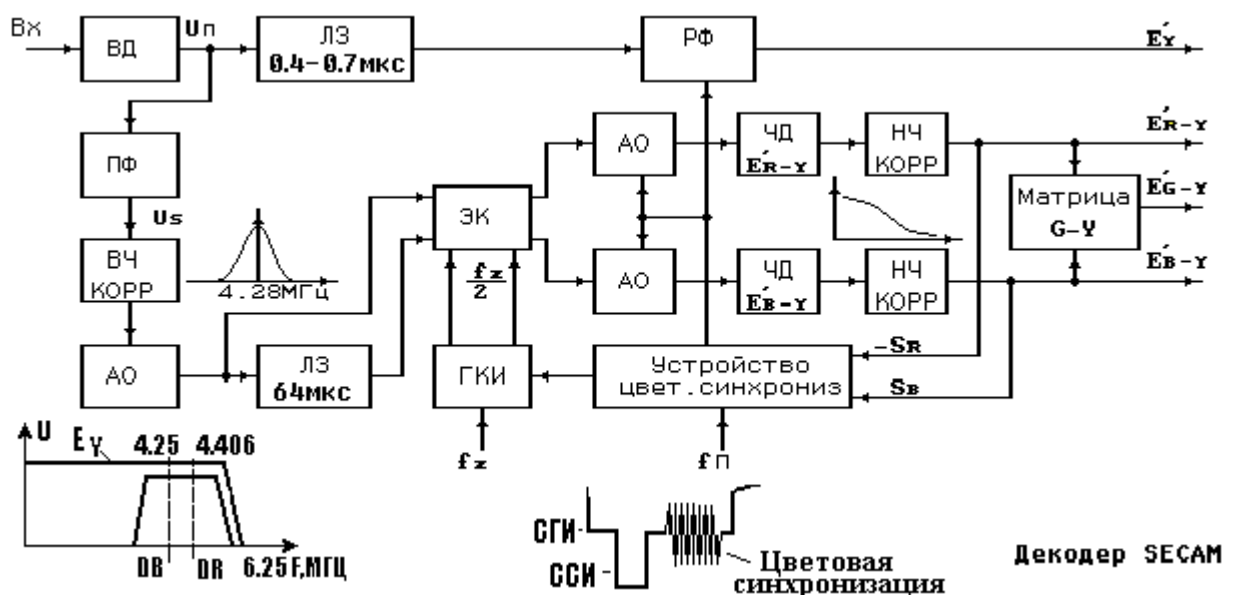 Вх
ВД
Uп
ЛЗ
0.4-0.7мкс
РФ
E'Y
ПФ
Us
ВЧ
КОРР
4.28МГц
АО
ЛЗ
64мкс
ЭК
fz/2
ГКИ
fz
АО
ЧД
E'R-Y
НЧ
КОРР
E'R-Y
E'G-Y
Матрица
G-Y
АО
ЧД
E'B-Y
НЧ
КОРР
E'B-Y
Устройство
цвет.синхрониз
-SR
SB
fП
U
EY
4.25
4.406
DB
DR
6.25 F,МГЦ
СГИ
ССИ
Цветовая
синхронизация
Декодер SECAM